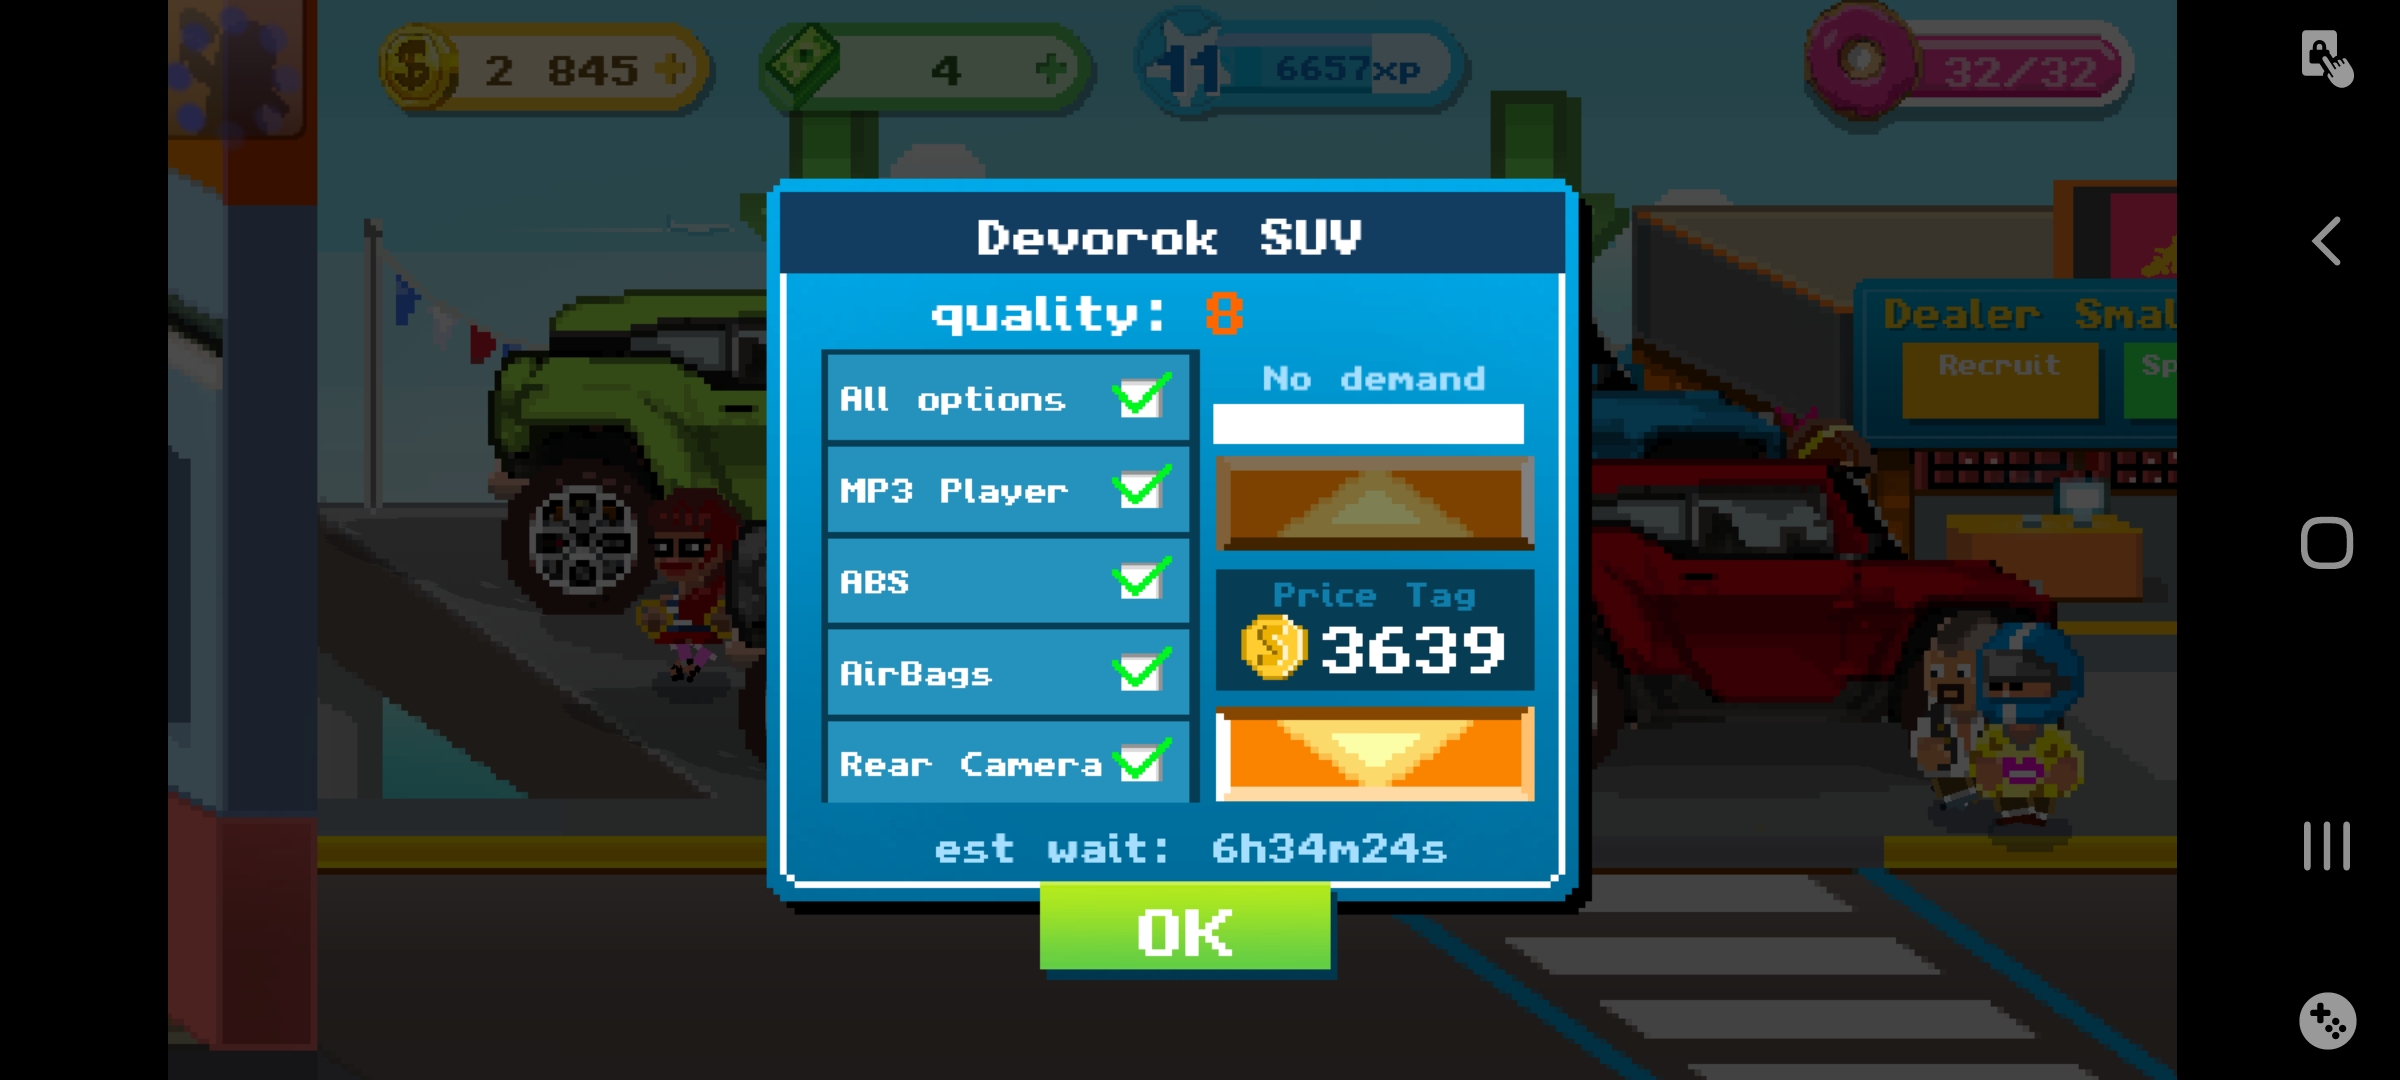 2 845
4
11
6657xp
32/32
Devorok SUV
quality: 8
All options
No demand
MP3 Player
ABS
Price Tag
3639
AirBags
Rear Camera
est wait: 6h34m24s
OK
Dealer Smal
Recruit
Sp